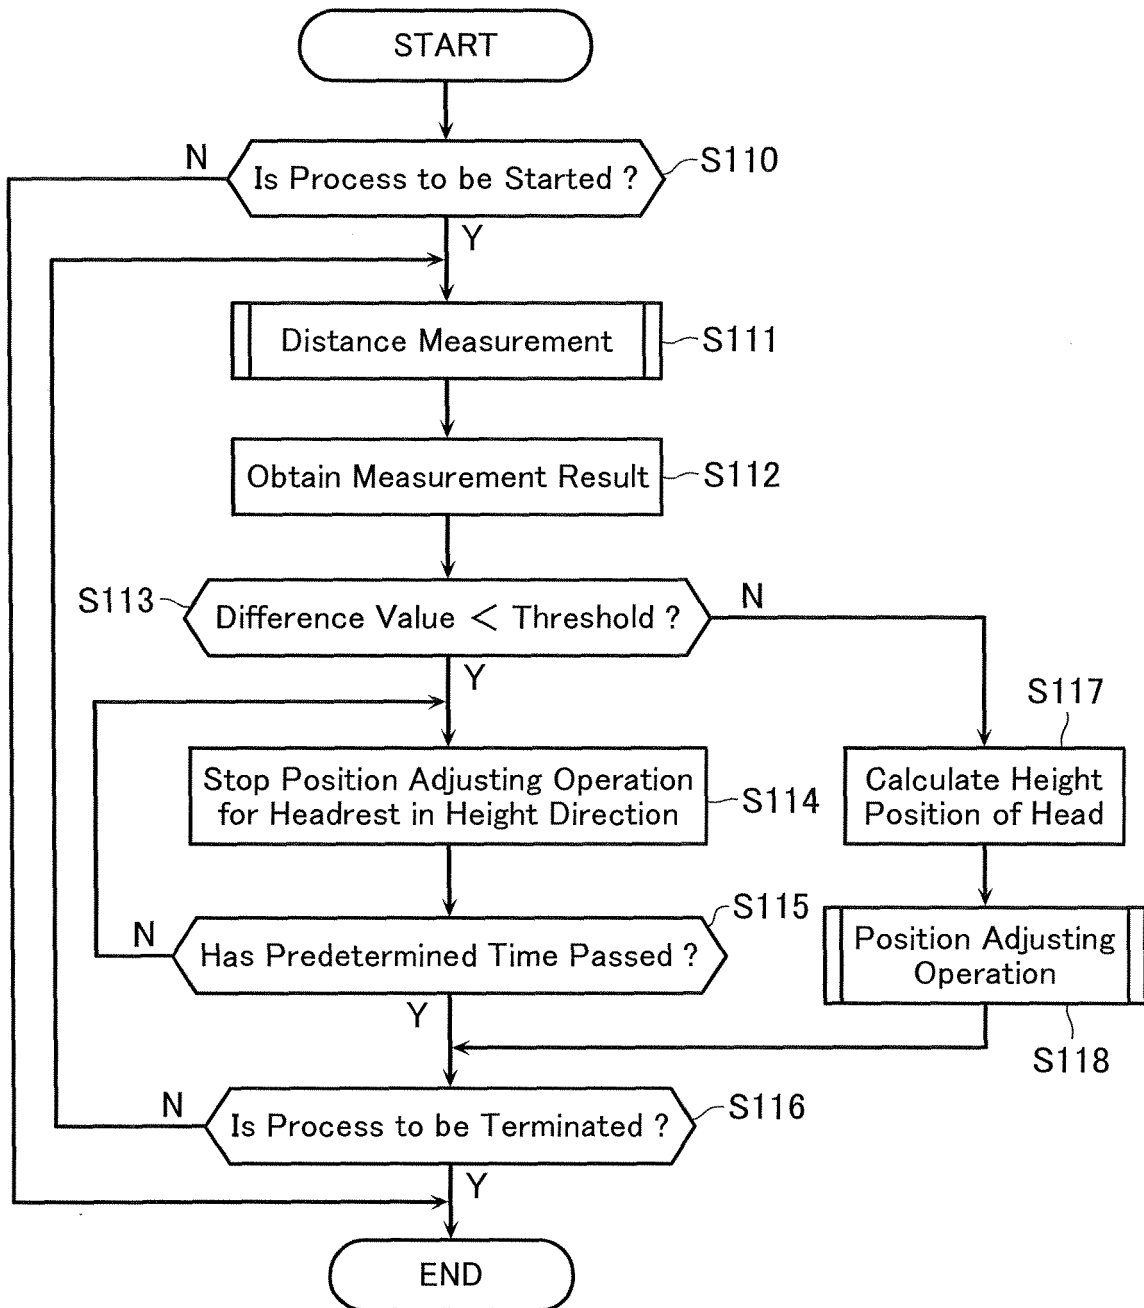 START
N
Is Process to be Started ?
S110
Y
Distance Measurement
S111
Obtain Measurement Result
S112
S113
Difference Value < Threshold ?
N
Y
S117
Stop Position Adjusting Operation
for Headrest in Height Direction
S114
Calculate Height
Position of Head
S115
N
Has Predetermined Time Passed ?
Position Adjusting
Operation
Y
S118
N
Is Process to be Terminated ?
S116
Y
END